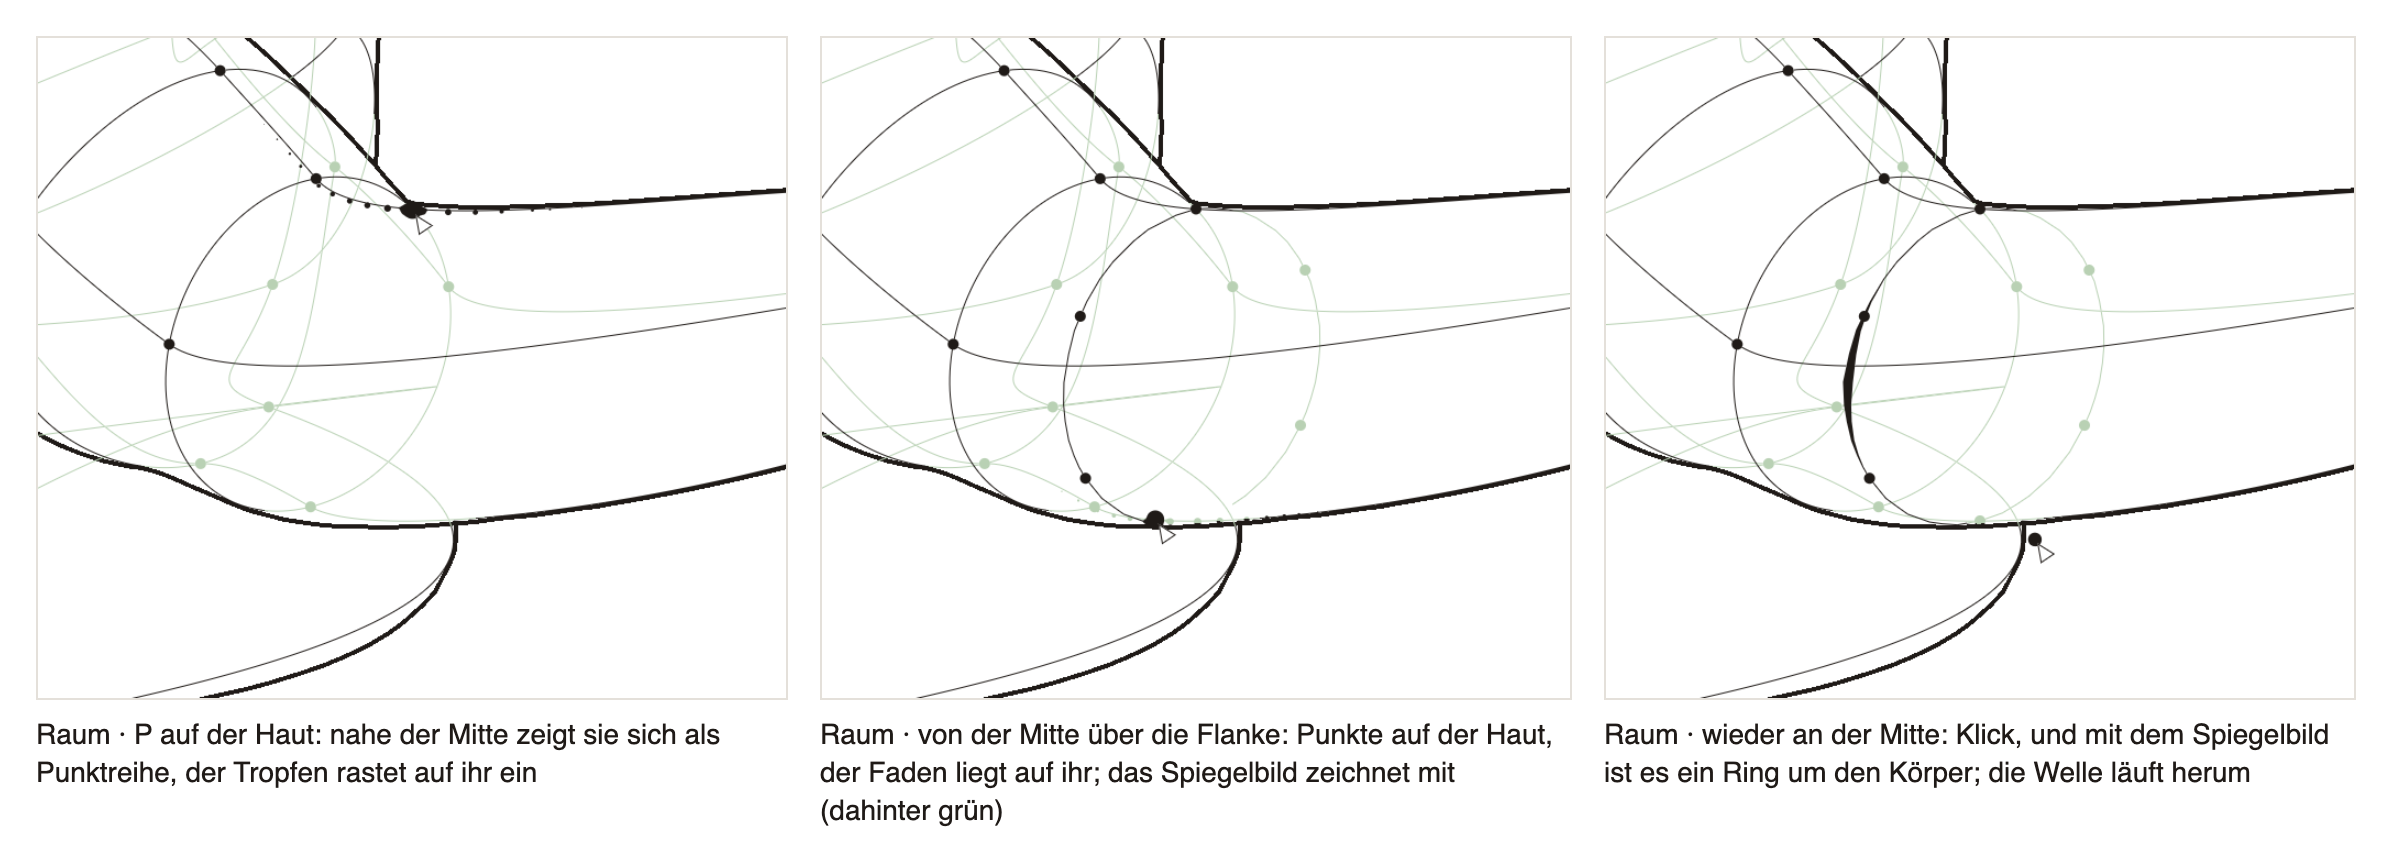 Raum · P auf der Haut: nahe der Mitte zeigt sie sich als
Punktreihe, der Tropfen rastet auf ihr ein
Raum · von der Mitte über die Flanke: Punkte auf der Haut,
der Faden liegt auf ihr; das Spiegelbild zeichnet mit
(dahinter grün)
Raum · wieder an der Mitte: Klick, und mit dem Spiegelbild
ist es ein Ring um den Körper; die Welle läuft herum